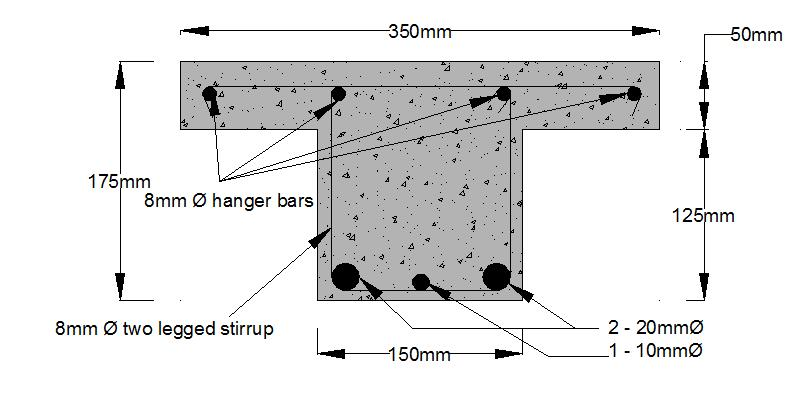 350mm
50mm
175mm
8mm Ø hanger bars
125mm
8mm Ø two legged stirrup
2 - 20mmØ
1 - 10mmØ
150mm